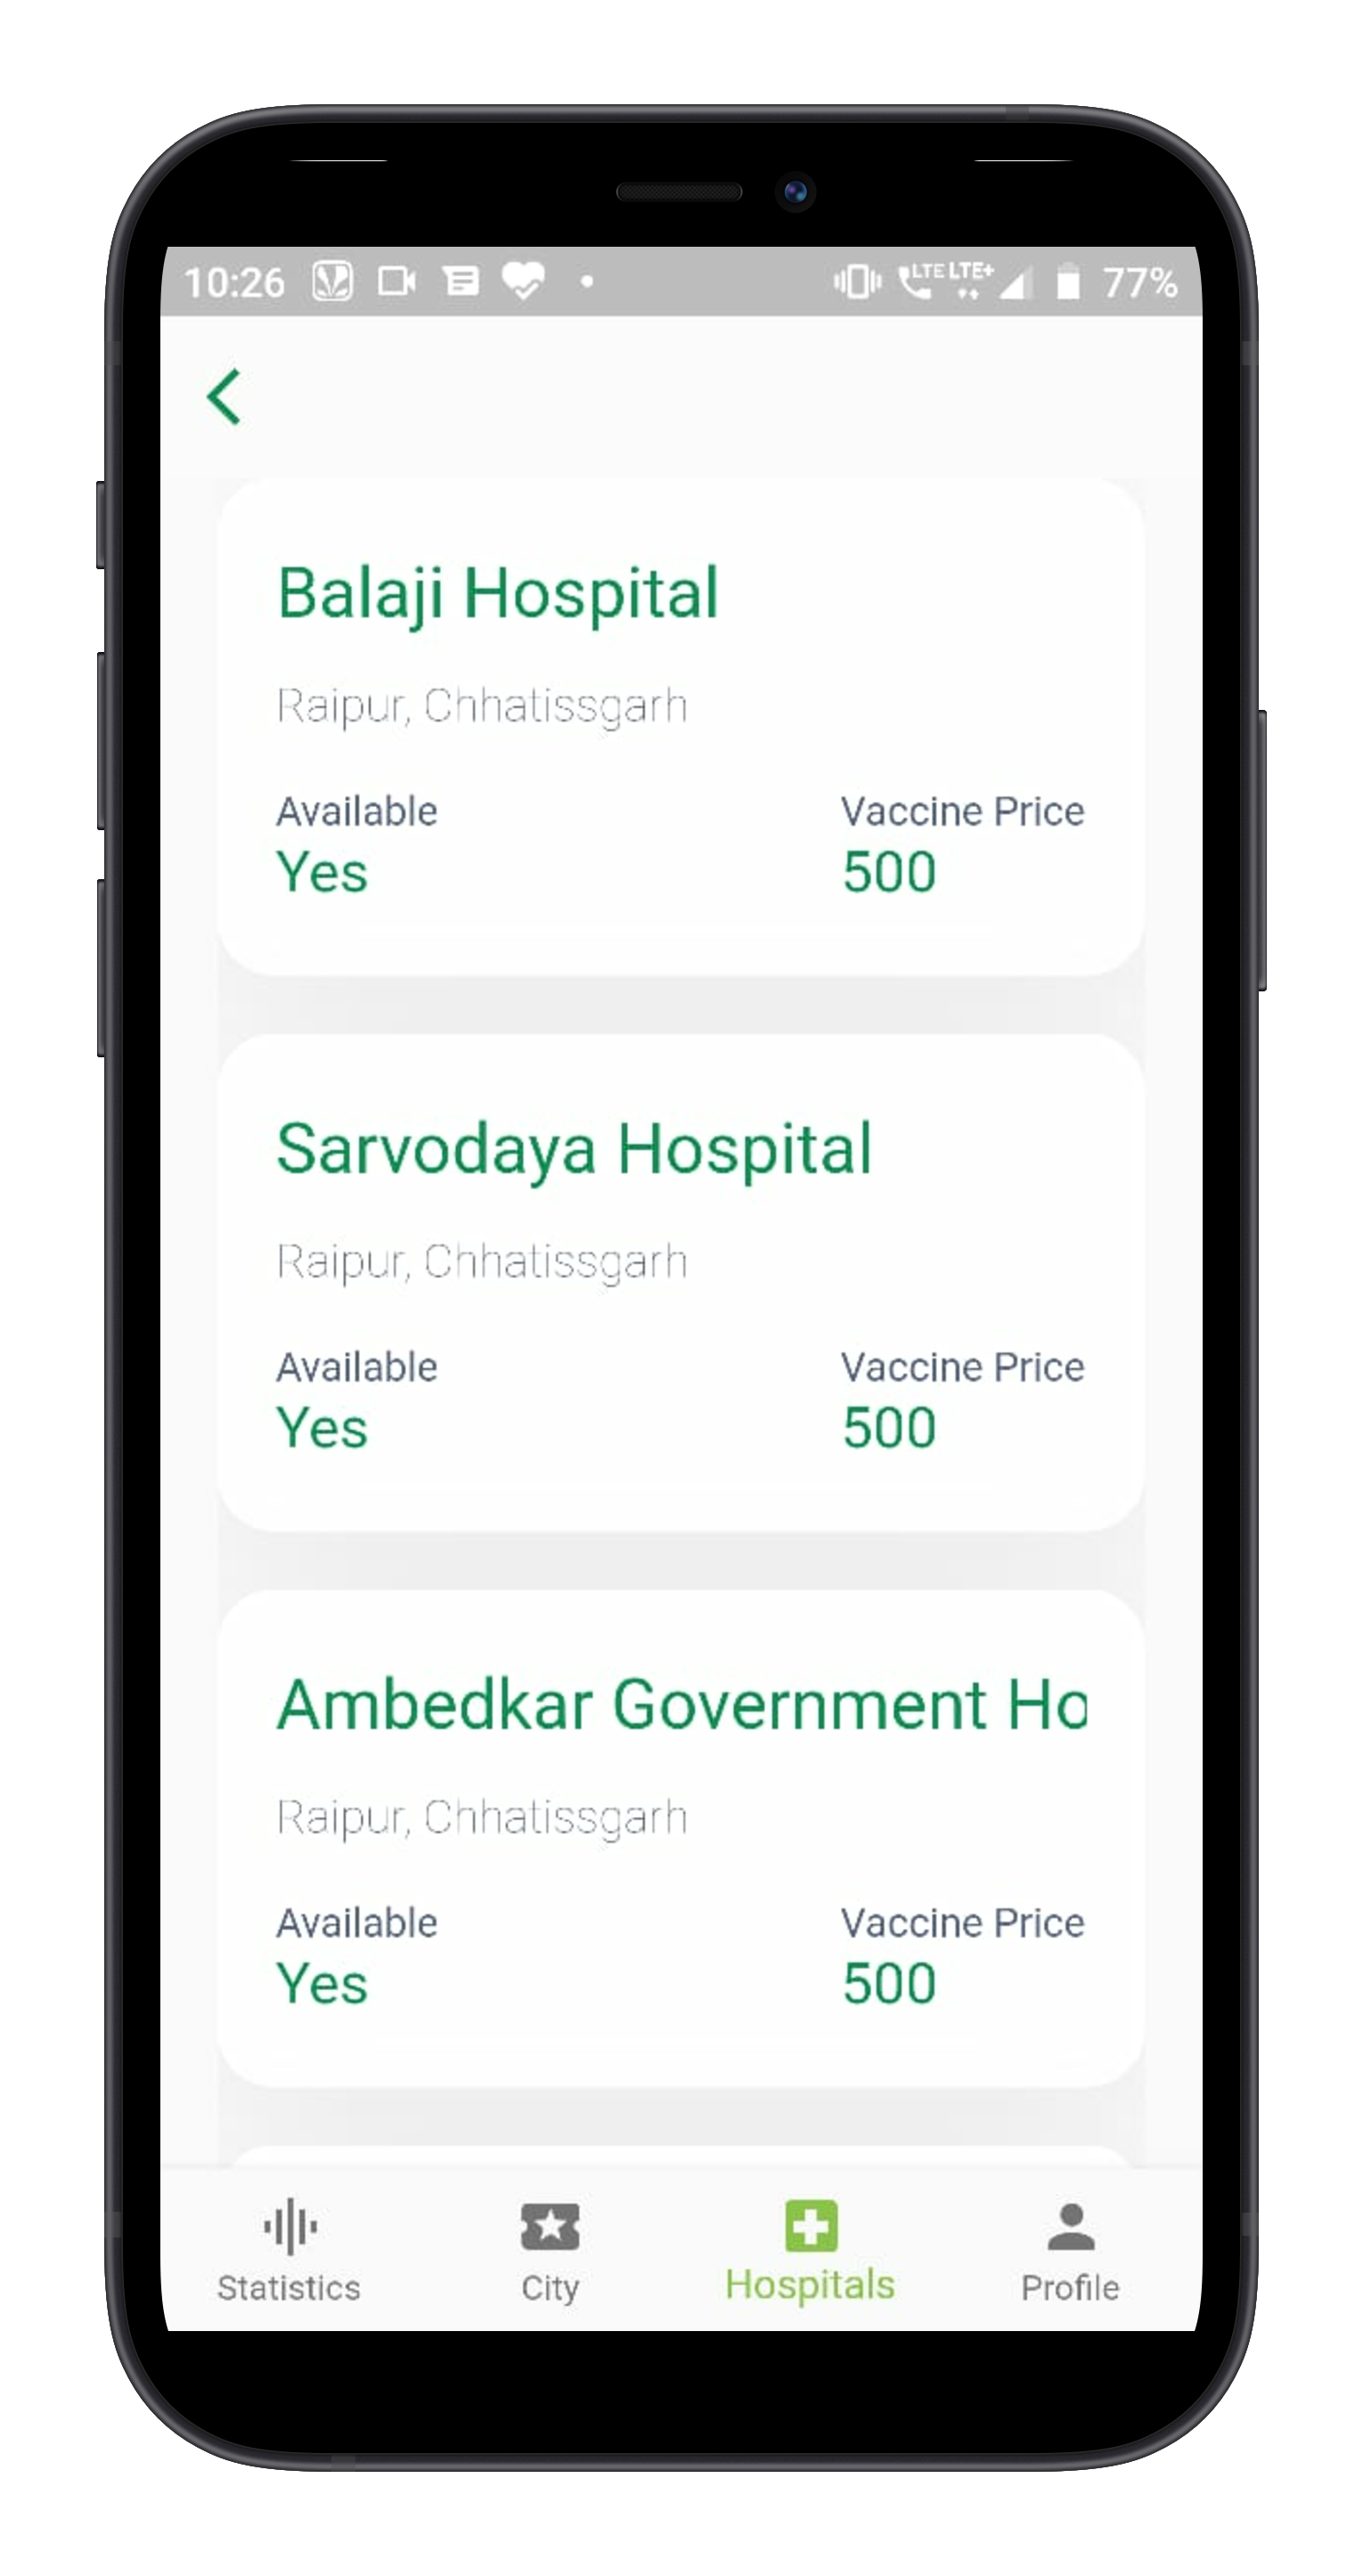 10:26 LTE LTE+ 77%
Balaji Hospital
Raipur, Chhatissgarh
Available Vaccine Price
Yes 500
Sarvodaya Hospital
Raipur, Chhatissgarh
Available Vaccine Price
Yes 500
Ambedkar Government Ho
Raipur, Chhatissgarh
Available Vaccine Price
Yes 500
Statistics City Hospitals Profile